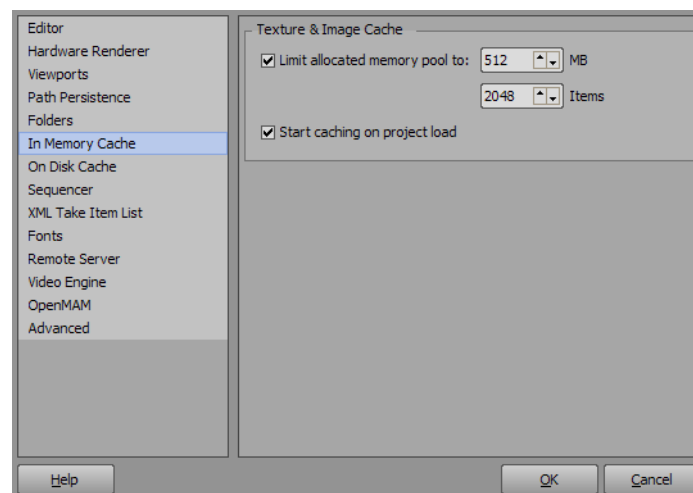 Editor
Hardware Renderer
Viewports
Path Persistence
Folders
In Memory Cache
On Disk Cache
Sequencer
XML Take Item List
Fonts
Remote Server
Video Engine
OpenMAM
Advanced
Texture & Image Cache
Limit allocated memory pool to: 512 MB
2048 Items
Start caching on project load
Help OK Cancel